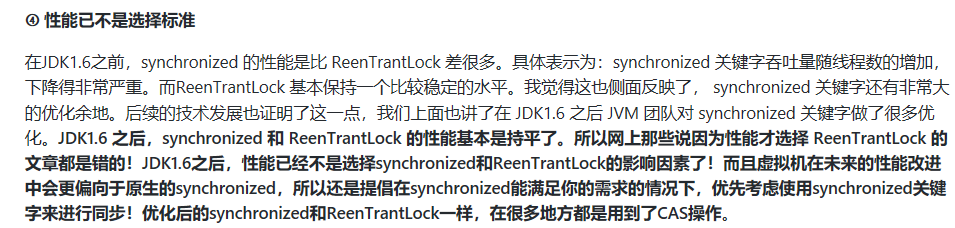 ④ 性能已不是选择标准
在JDK1.6之前，synchronized 的性能是比 ReenTrantLock 差很多。具体表示为：synchronized 关键字吞吐量随线程数的增加，
下降得非常严重。而ReenTrantLock 基本保持一个比较稳定的水平。我觉得这也侧面反映了， synchronized 关键字还有非常大
的优化余地。后续的技术发展也证明了这一点，我们上面也讲了在 JDK1.6 之后 JVM 团队对 synchronized 关键字做了很多优
化。JDK1.6 之后，synchronized 和 ReenTrantLock 的性能基本是持平了。所以网上那些说因为性能才选择 ReenTrantLock 的
文章都是错的！JDK1.6之后，性能已经不是选择synchronized和ReenTrantLock的影响因素了！而且虚拟机在未来的性能改进
中会更偏向于原生的synchronized，所以还是提倡在synchronized能满足你的需求的情况下，优先考虑使用synchronized关键
字来进行同步！优化后的synchronized和ReenTrantLock一样，在很多地方都是用到了CAS操作。